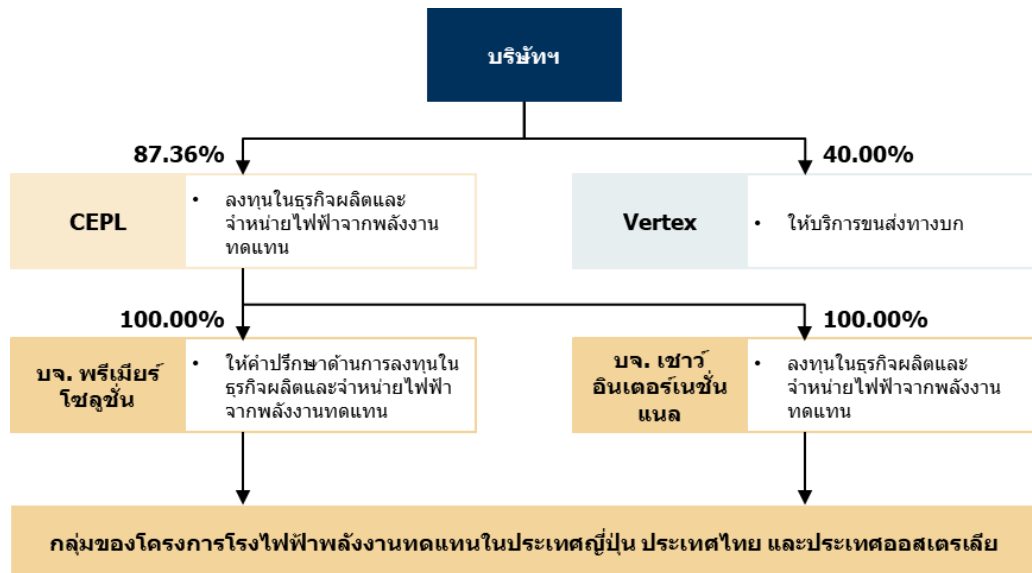 บริษัทฯ
87.36%
40.00%
CEPL
• ลงทุนในธุรกิจผลิตและ
จำหน่ายไฟฟ้าจากพลังงาน
ทดแทน
Vertex
• ให้บริการขนส่งทางบก
100.00%
100.00%
บจ. พรีเมียร์
โซลูชั่น
• ให้คำปรึกษาด้านการลงทุนใน
ธุรกิจผลิตและจำหน่ายไฟฟ้า
จากพลังงานทดแทน
บจ. เชาว์
อินเตอร์เนชั่น
แนล
• ลงทุนในธุรกิจผลิตและ
จำหน่ายไฟฟ้าจากพลังงาน
ทดแทน
กลุ่มของโครงการโรงไฟฟ้าพลังงานทดแทนในประเทศญี่ปุ่น ประเทศไทย และประเทศออสเตรเลีย